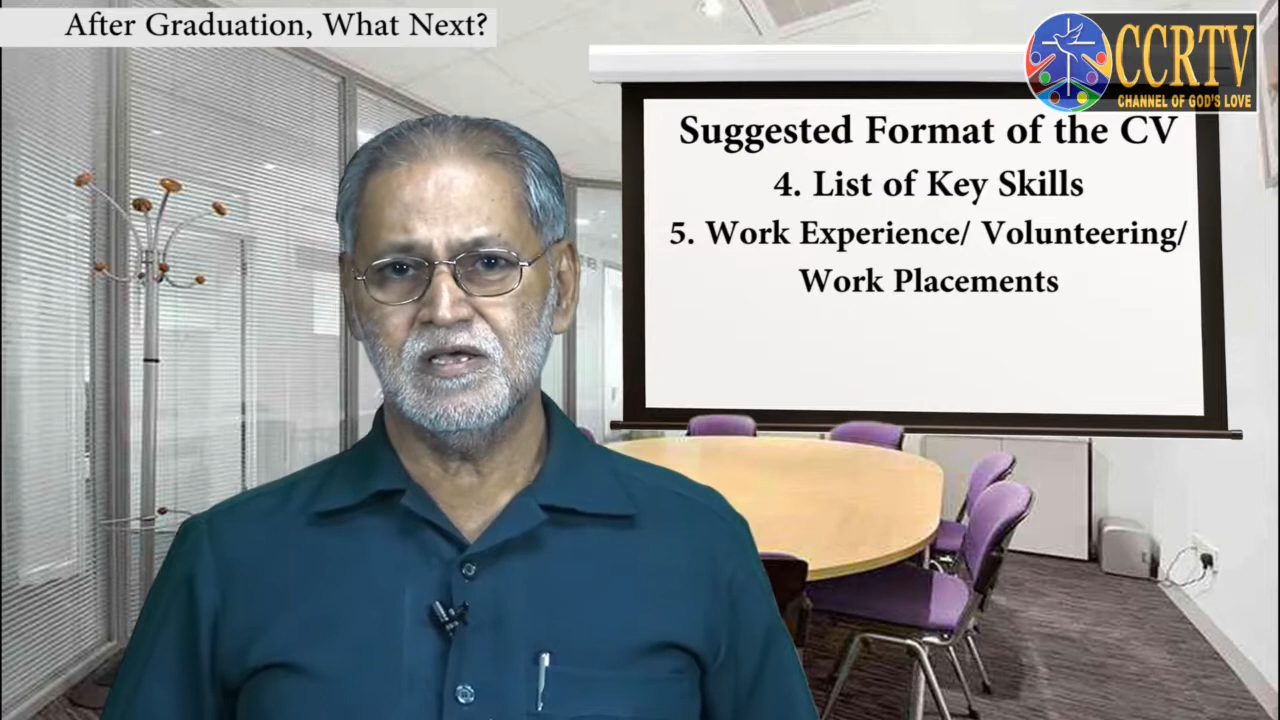 After Graduation, What Next?
CCRTV
CHANNEL OF GOD'S LOVE
Suggested Format of the CV
4. List of Key Skills
5. Work Experience/ Volunteering/
Work Placements